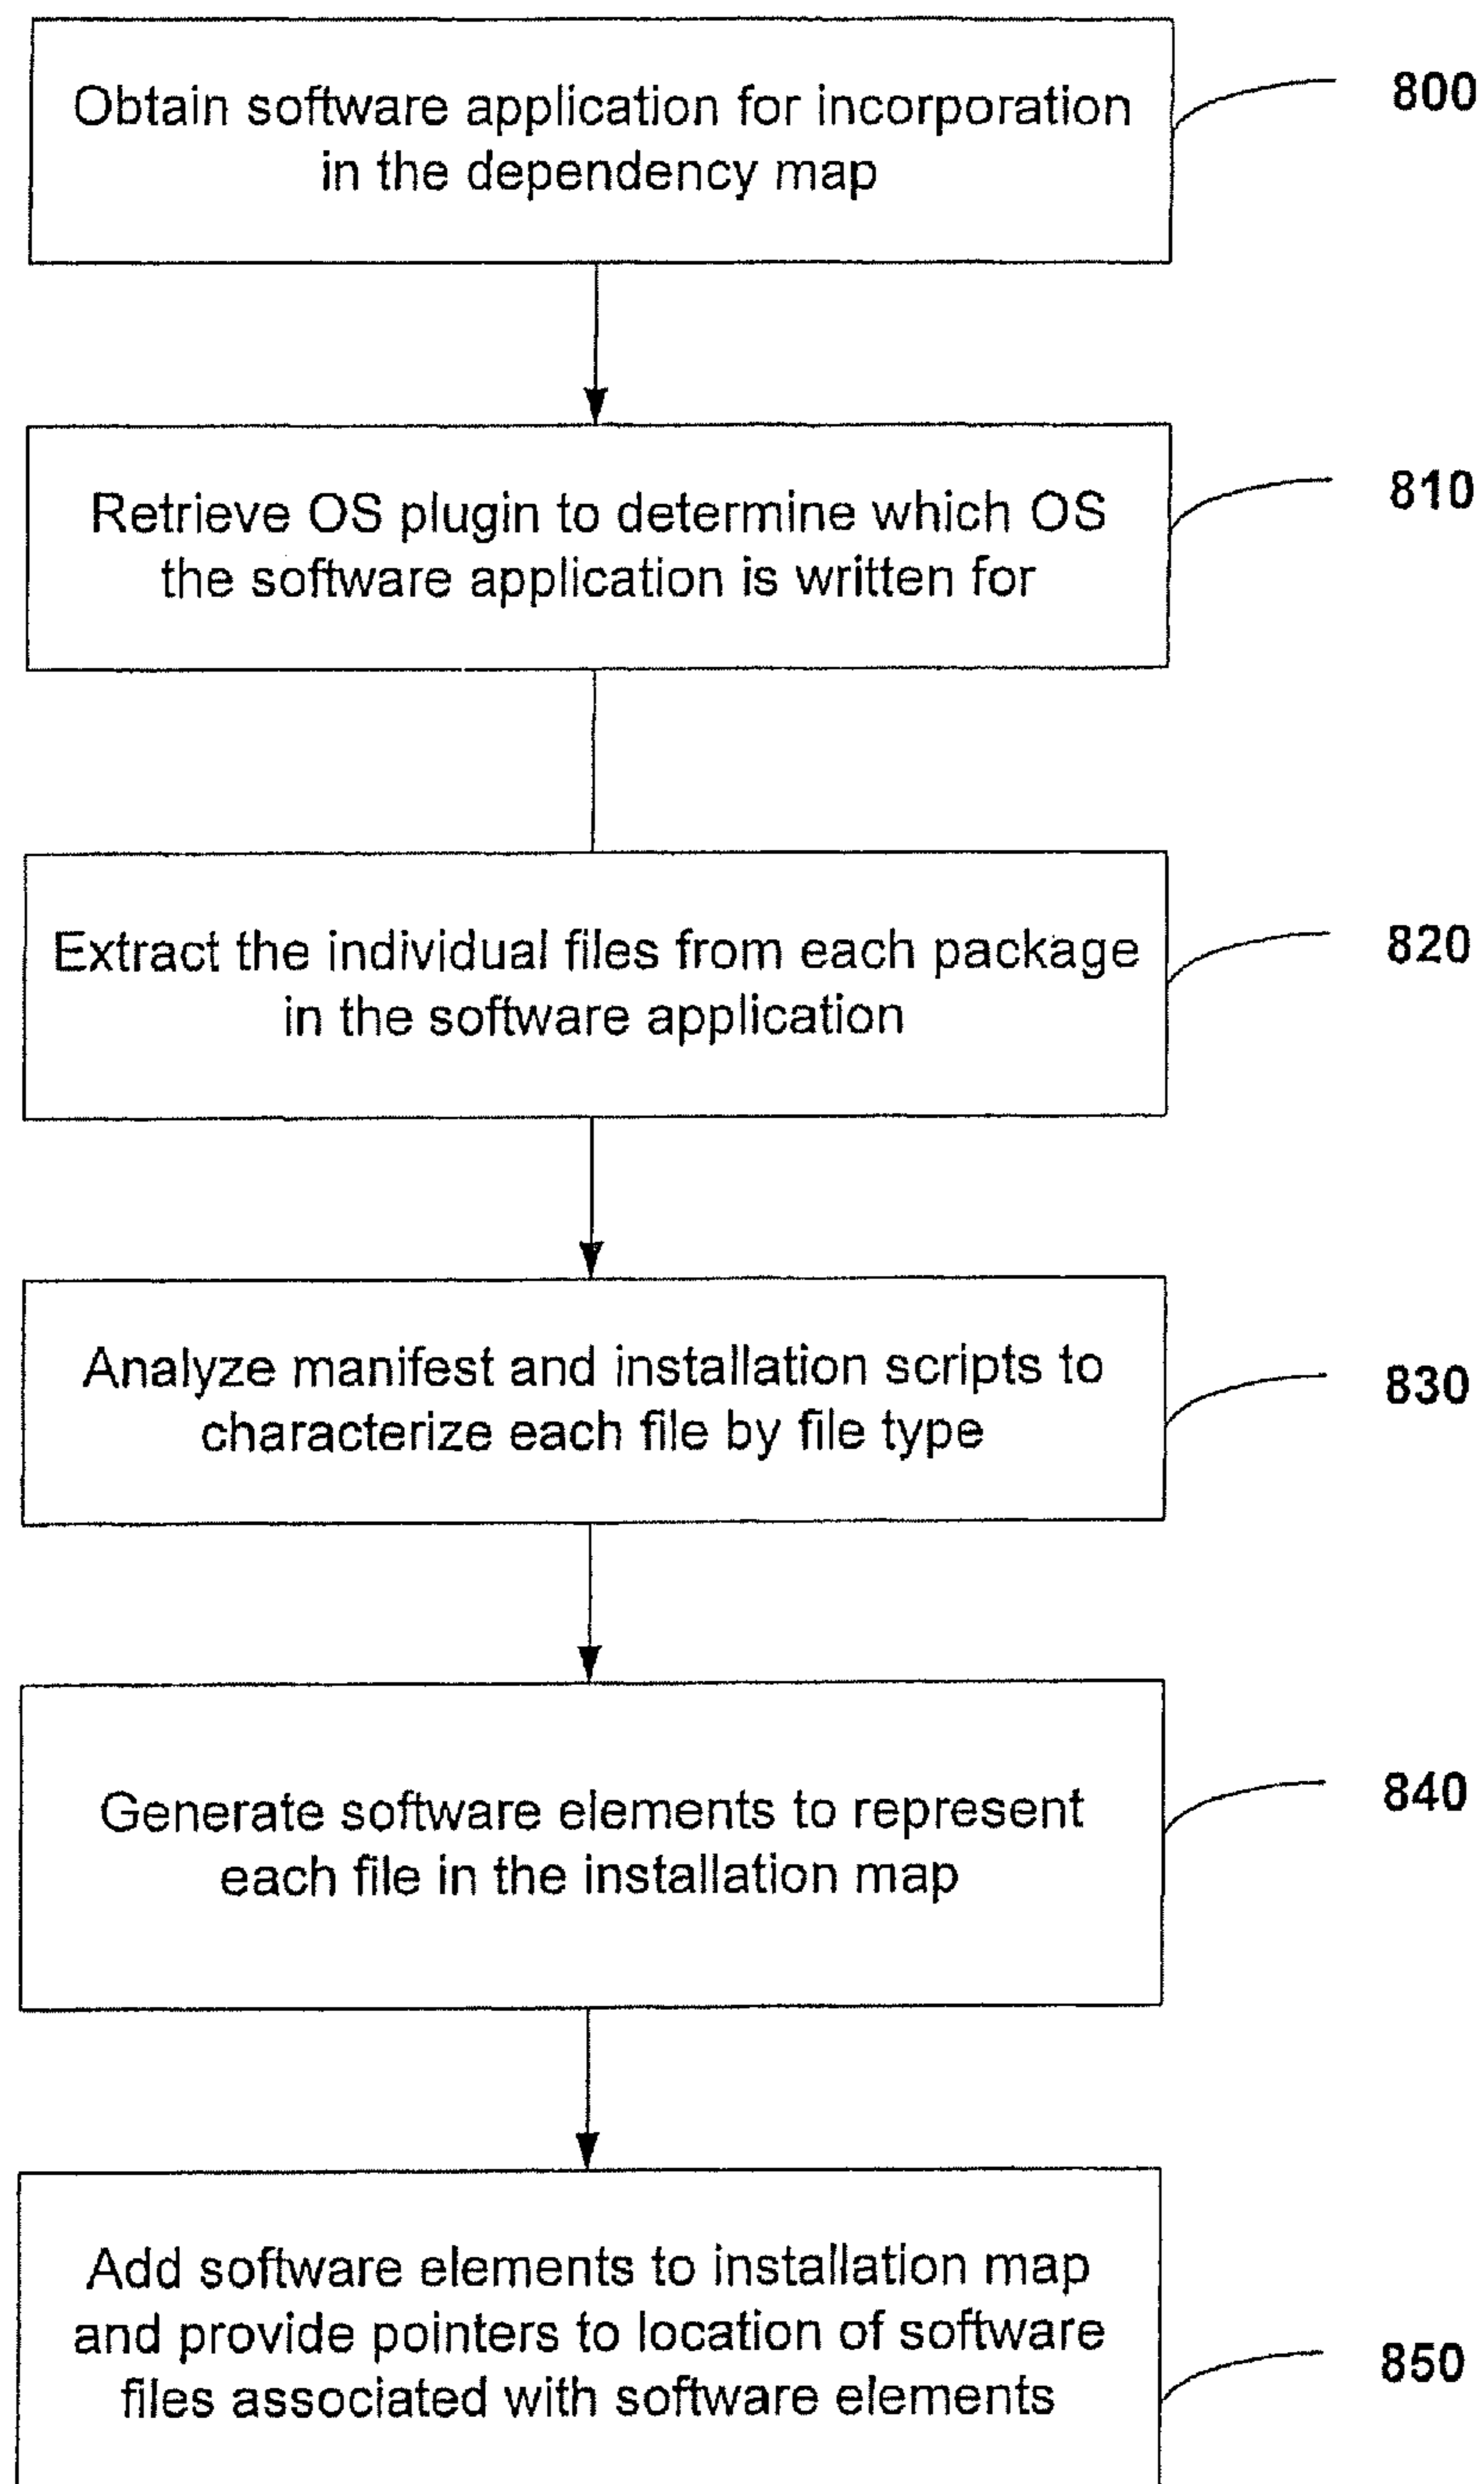 Obtain software application for incorporation
in the dependency map
800
Retrieve OS plugin to determine which OS
the software application is written for
810
Extract the individual files from each package
in the software application
820
Analyze manifest and installation scripts to
characterize each file by file type
830
Generate software elements to represent
each file in the installation map
840
Add software elements to installation map
and provide pointers to location of software
files associated with software elements
850